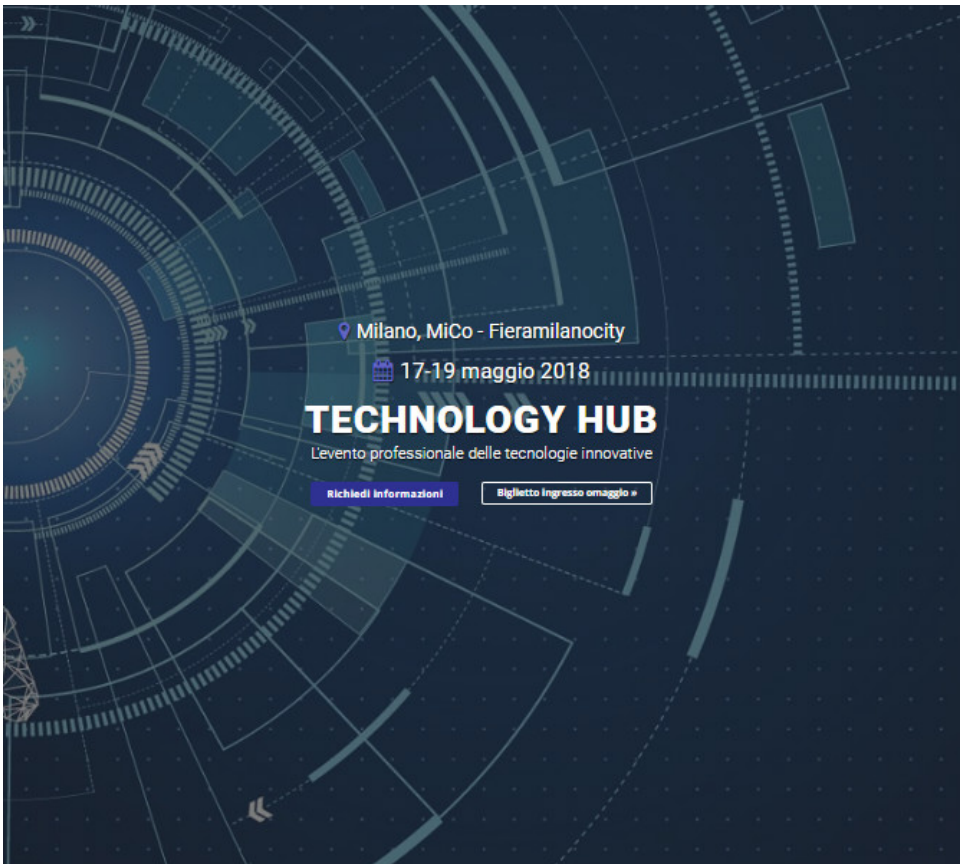 Milano, MiCo - Fieramilanocity
17-19 maggio 2018
TECHNOLOGY HUB
L'evento professionale delle tecnologie innovative
Richiedi informazioni
Biglietto ingresso omaggio »